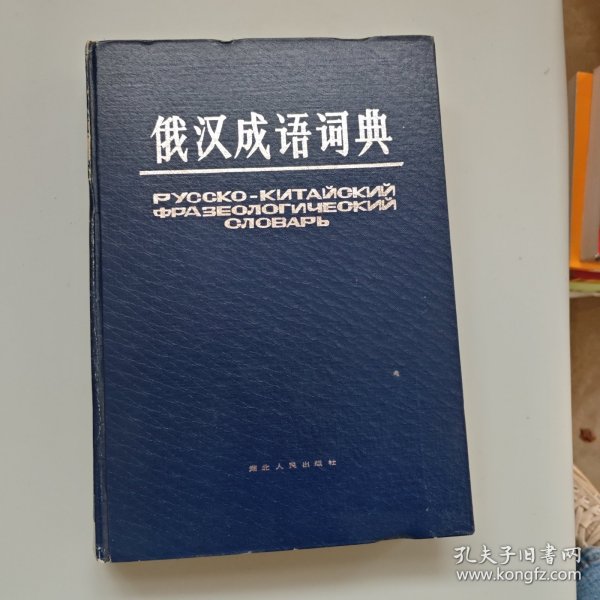 俄汉成语词典
РУССКО-КИТАЙСКИЙ
ФРАЗЕОЛОГИЧЕСКИЙ
СЛОВАРЬ
湖北人民出版社
孔夫子旧书网
www.kongfz.com